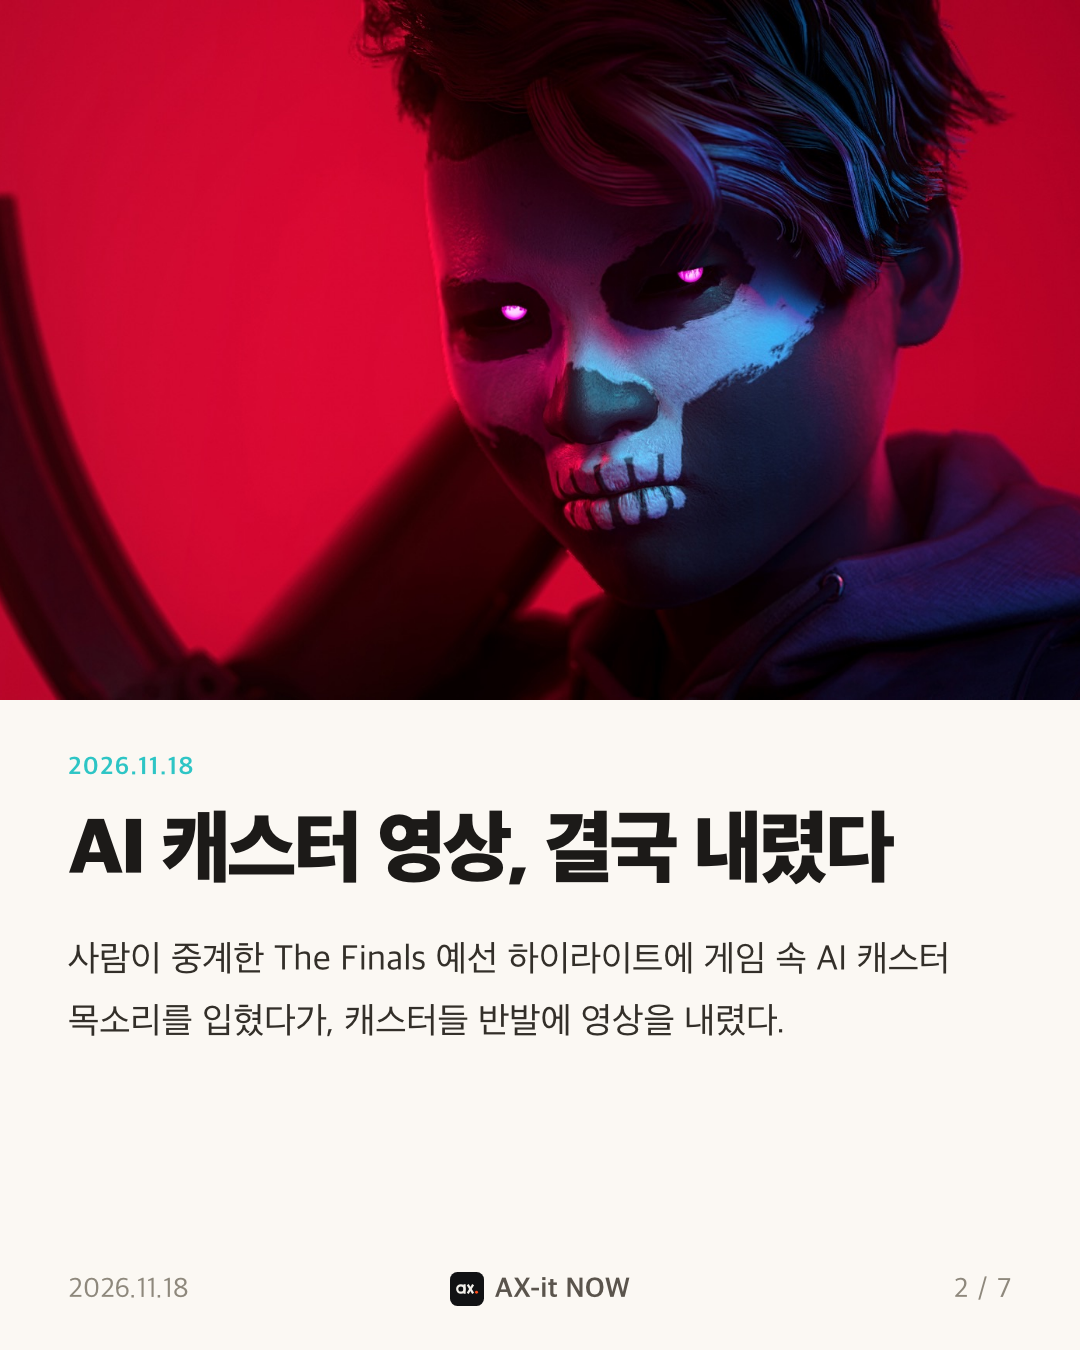 2026.11.18
AI 캐스터 영상, 결국 내렸다
사람이 중계한 The Finals 예선 하이라이트에 게임 속 AI 캐스터
목소리를 입혔다가, 캐스터들 반발에 영상을 내렸다.
2026.11.18
ax. AX-it NOW
2 / 7